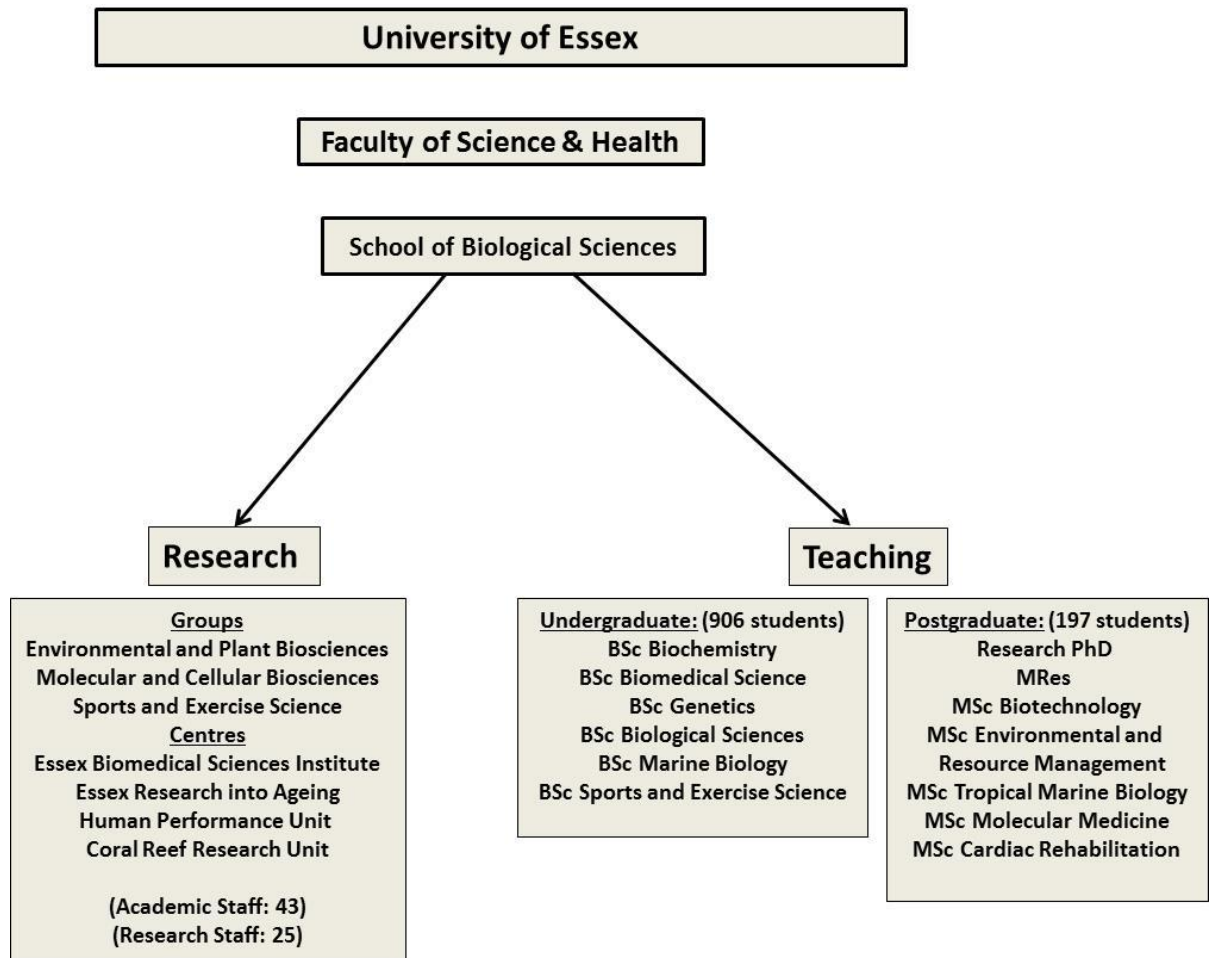 University of Essex
Faculty of Science & Health
School of Biological Sciences
Research
Groups
Environmental and Plant Biosciences
Molecular and Cellular Biosciences
Sports and Exercise Science
Centres
Essex Biomedical Sciences Institute
Essex Research into Ageing
Human Performance Unit
Coral Reef Research Unit
(Academic Staff: 43)
(Research Staff: 25)
Teaching
Undergraduate: (906 students)
BSc Biochemistry
BSc Biomedical Science
BSc Genetics
BSc Biological Sciences
BSc Marine Biology
BSc Sports and Exercise Science
Postgraduate: (197 students)
Research PhD
MRes
MSc Biotechnology
MSc Environmental and
Resource Management
MSc Tropical Marine Biology
MSc Molecular Medicine
MSc Cardiac Rehabilitation